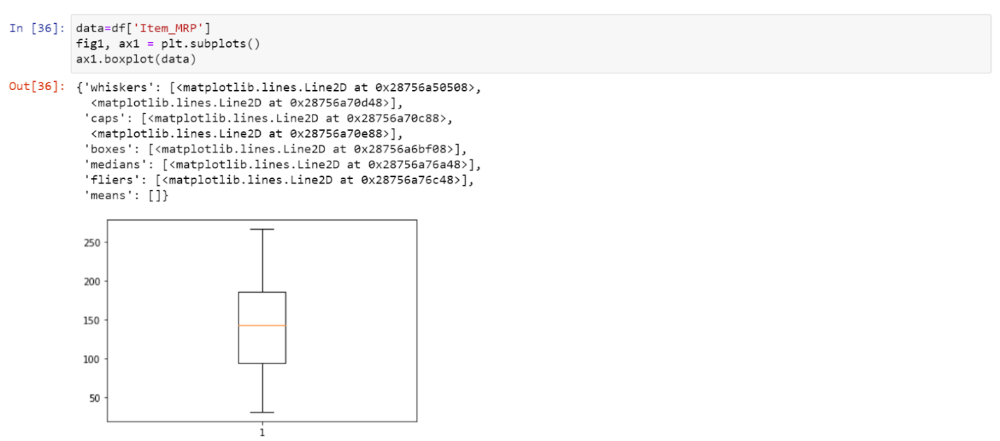 In [36]: data=df['Item_MRP']
fig1, ax1 = plt.subplots()
ax1.boxplot(data)
Out[36]: {'whiskers': [<matplotlib.lines.Line2D at 0x28756a50508>,
<matplotlib.lines.Line2D at 0x28756a70d48>],
'caps': [<matplotlib.lines.Line2D at 0x28756a70c88>,
<matplotlib.lines.Line2D at 0x28756a70e88>],
'boxes': [<matplotlib.lines.Line2D at 0x28756a6bf08>],
'medians': [<matplotlib.lines.Line2D at 0x28756a76a48>],
'fliers': [<matplotlib.lines.Line2D at 0x28756a76c48>],
'means': []}
250
200
150
100
50
1